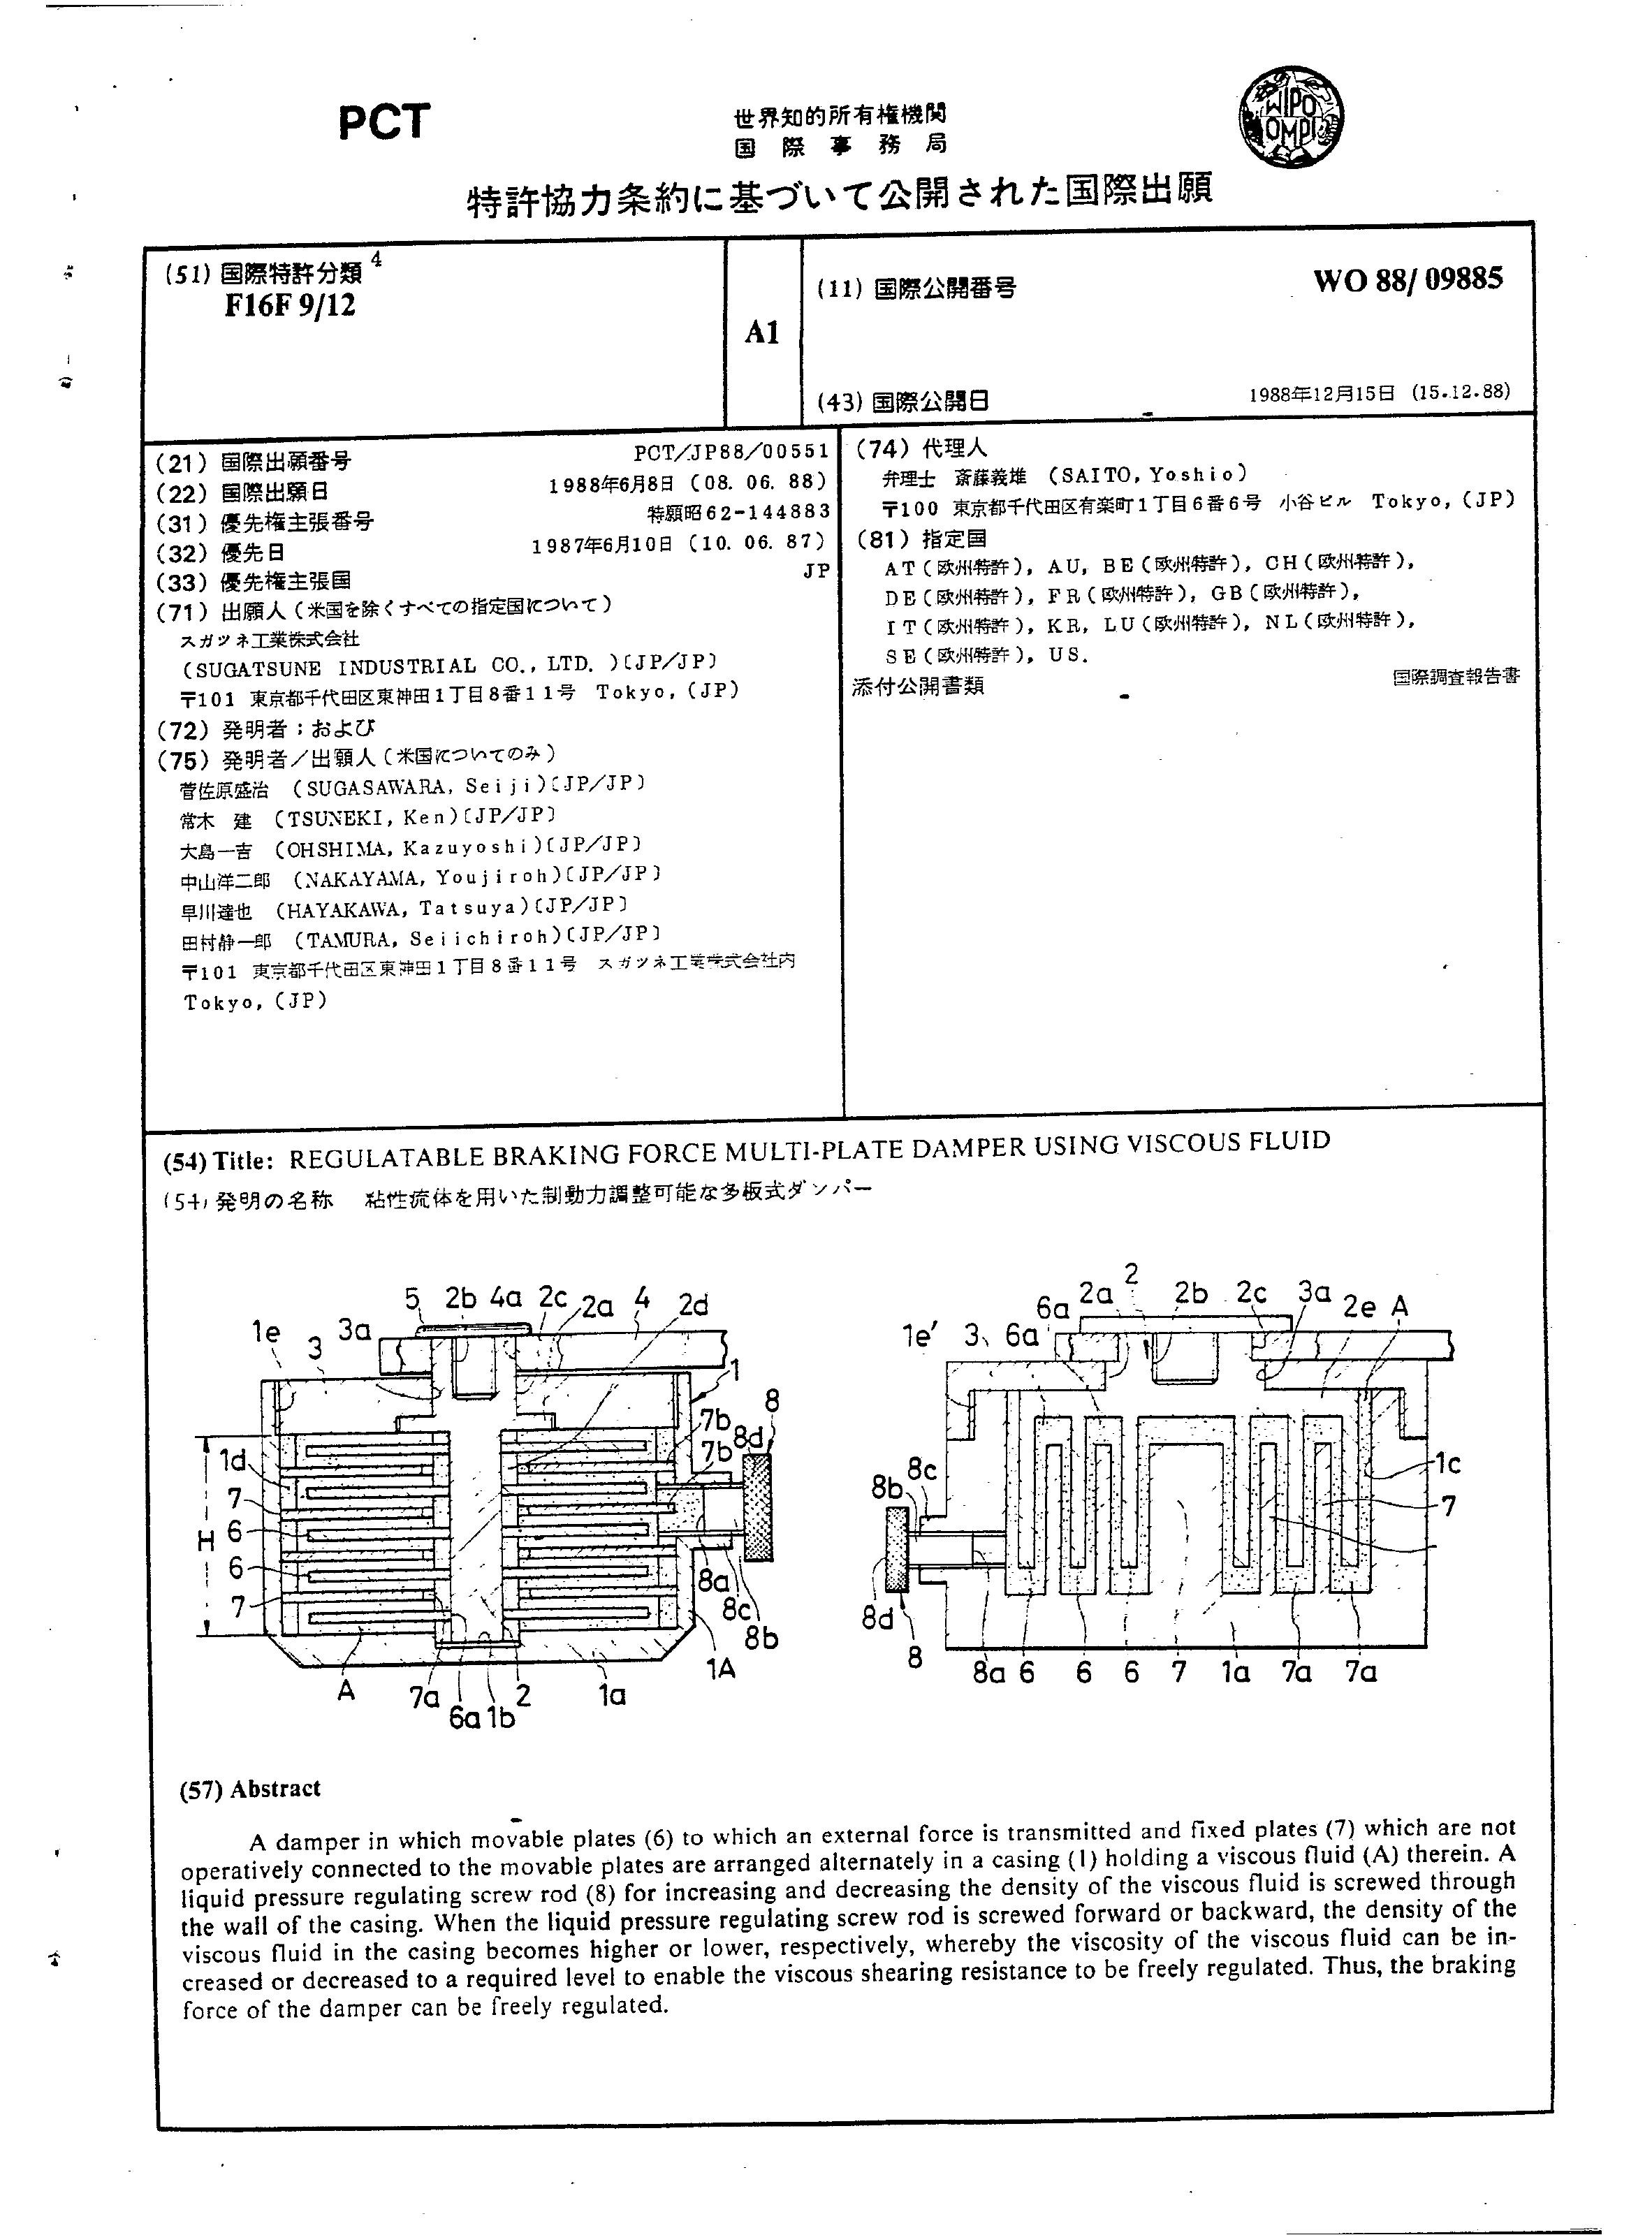 PCT
世界知的所有権機関
国際事務局
WIPO
OMPI
特許協力条約に基づいて公開された国際出願
(51) 国際特許分類 4
F16F 9/12
A1
(11) 国際公開番号
WO 88/ 09885
(43) 国際公開日
1988年12月15日 (15.12.88)
(21) 国際出願番号 PCT/JP88/00551
(22) 国際出願日 1988年6月8日 (08. 06. 88)
(31) 優先権主張番号 特願昭62-144883
(32) 優先日 1987年6月10日 (10. 06. 87)
(33) 優先権主張国 JP
(71) 出願人 (米国を除くすべての指定国について)
スガツネ工業株式会社
(SUGATSUNE INDUSTRIAL CO., LTD. )[JP/JP]
〒101 東京都千代田区東神田1丁目8番11号 Tokyo, (JP)
(72) 発明者 ; および
(75) 発明者/出願人 (米国についてのみ)
菅佐原盛治 (SUGASAWARA, Seiji)[JP/JP]
常木 建 (TSUNEKI, Ken)[JP/JP]
大島一吉 (OHSHIMA, Kazuyoshi)[JP/JP]
中山洋二郎 (NAKAYAMA, Youjiroh)[JP/JP]
早川達也 (HAYAKAWA, Tatsuya)[JP/JP]
田村静一郎 (TAMURA, Seiichiroh)[JP/JP]
〒101 東京都千代田区東神田1丁目8番11号 スガツネ工業株式会社内
Tokyo, (JP)
(74) 代理人
弁理士 斎藤義雄 (SAITO, Yoshio)
〒100 東京都千代田区有楽町1丁目6番6号 小谷ビル Tokyo, (JP)
(81) 指定国
AT (欧州特許), AU, BE (欧州特許), CH (欧州特許),
DE (欧州特許), FR (欧州特許), GB (欧州特許),
IT (欧州特許), KR, LU (欧州特許), NL (欧州特許),
SE (欧州特許), US.
添付公開書類 国際調査報告書
(54) Title: REGULATABLE BRAKING FORCE MULTI-PLATE DAMPER USING VISCOUS FLUID
(54) 発明の名称 粘性流体を用いた制動力調整可能な多板式ダンパー
5 2b 4a 2c 2a 4 2d
1e 3 3a
1
8
7b
7b 8d
1d
7
H 6
6
7
8a
8c
8b
1A
A 7a 6a 1b 2 1a
2
6a 2a 2b 2c 3a 2e A
1e' 3, 6a
8b 8c
1c
7
8d
8
8a 6 6 6 7 1a 7a 7a
(57) Abstract
A damper in which movable plates (6) to which an external force is transmitted and fixed plates (7) which are not
operatively connected to the movable plates are arranged alternately in a casing (1) holding a viscous fluid (A) therein. A
liquid pressure regulating screw rod (8) for increasing and decreasing the density of the viscous fluid is screwed through
the wall of the casing. When the liquid pressure regulating screw rod is screwed forward or backward, the density of the
viscous fluid in the casing becomes higher or lower, respectively, whereby the viscosity of the viscous fluid can be in-
creased or decreased to a required level to enable the viscous shearing resistance to be freely regulated. Thus, the braking
force of the damper can be freely regulated.